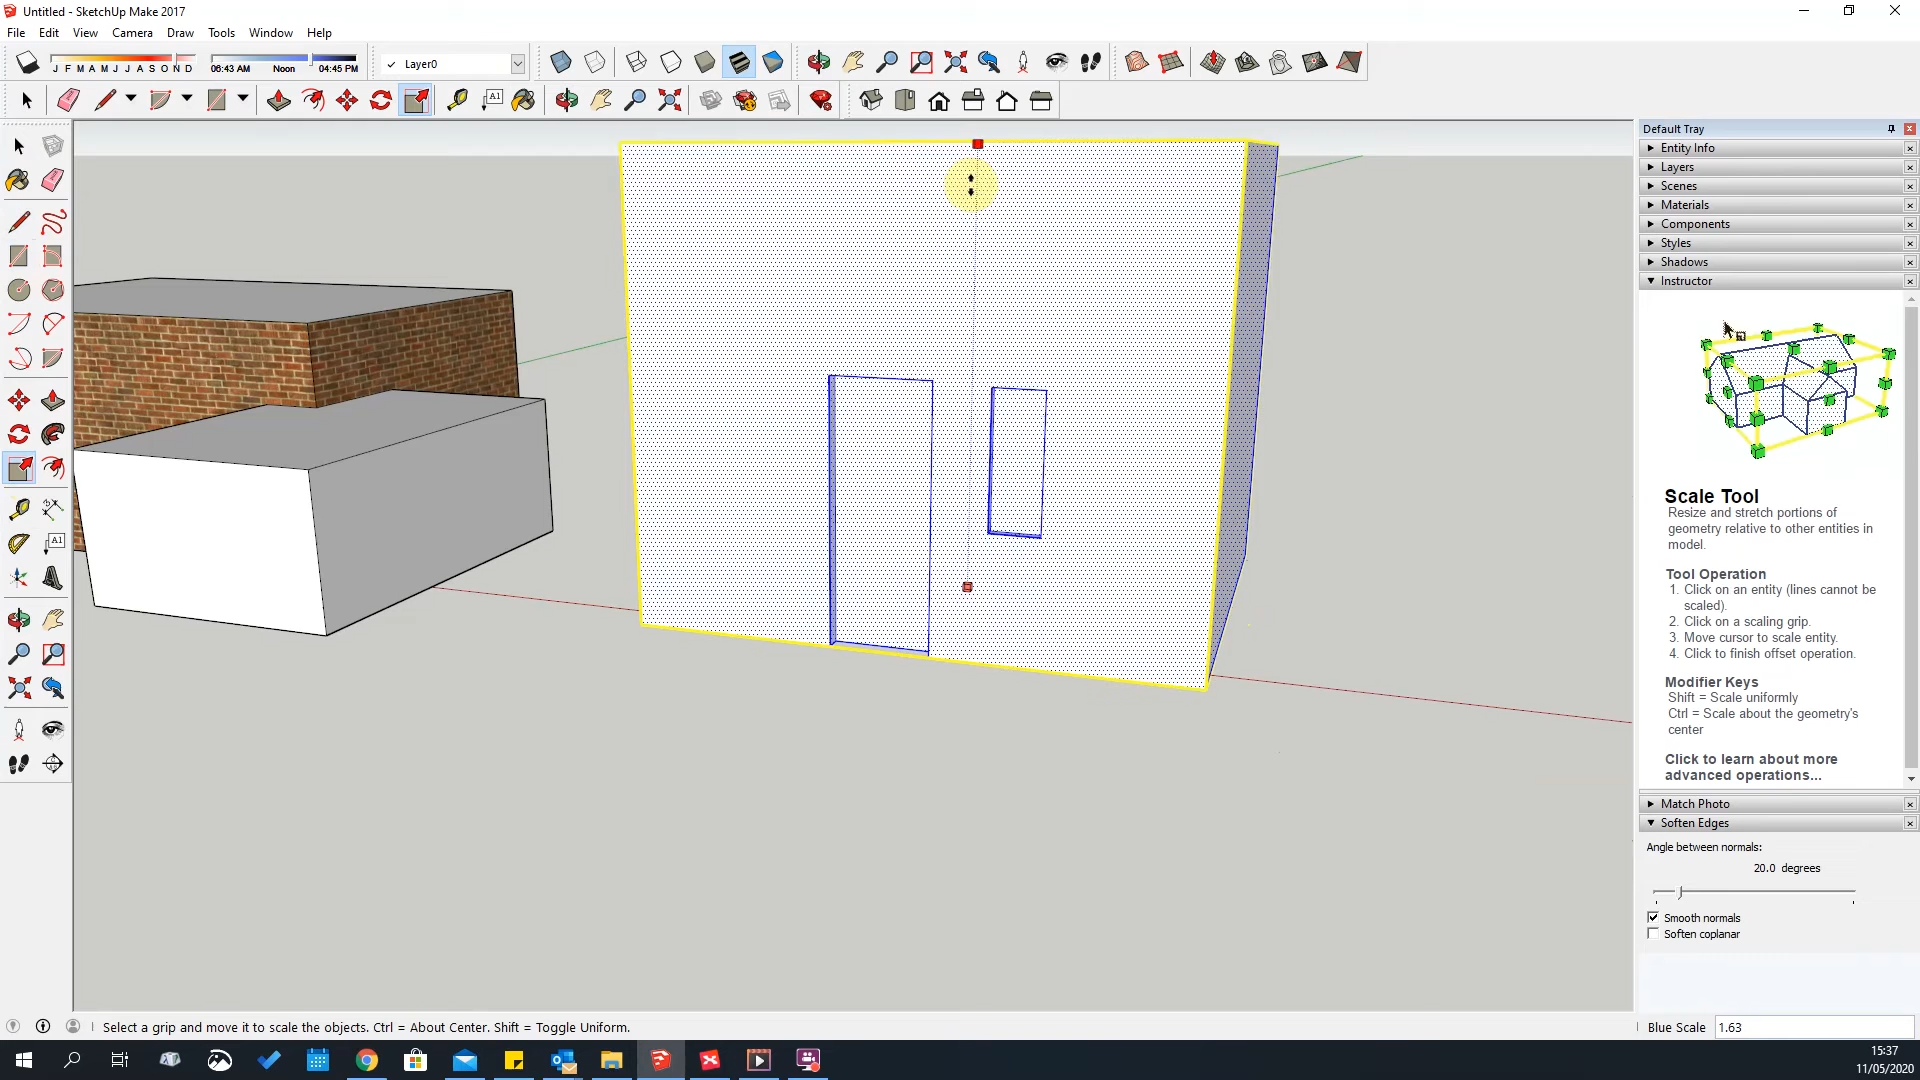 Untitled - SketchUp Make 2017
File Edit View Camera Draw Tools Window Help
J F M A M J J A S O N D
06:43 AM Noon 04:45 PM
Layer0
A1
Default Tray
Entity Info
Layers
Scenes
Materials
Components
Styles
Shadows
Instructor
Scale Tool
Resize and stretch portions of
geometry relative to other entities in
model.
Tool Operation
1. Click on an entity (lines cannot be
scaled).
2. Click on a scaling grip.
3. Move cursor to scale entity.
4. Click to finish offset operation.
Modifier Keys
Shift = Scale uniformly
Ctrl = Scale about the geometry's
center
Click to learn about more
advanced operations...
A1
Match Photo
Soften Edges
Angle between normals:
20.0 degrees
Smooth normals
Soften coplanar
Select a grip and move it to scale the objects. Ctrl = About Center. Shift = Toggle Uniform.
Blue Scale 1.63
15:37
11/05/2020